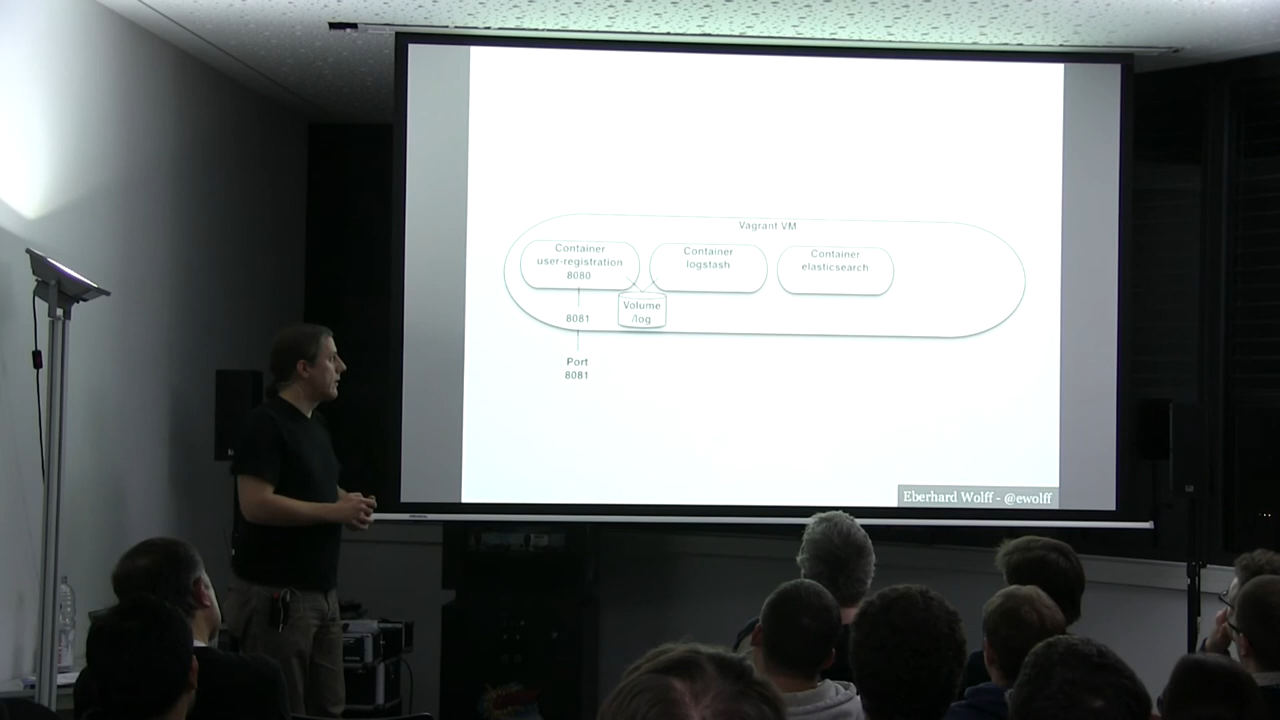 Vagrant VM
Container
user-registration
8080
Container
logstash
Container
elasticsearch
Volume
/log
8081
Port
8081
Eberhard Wolff - @ewolff